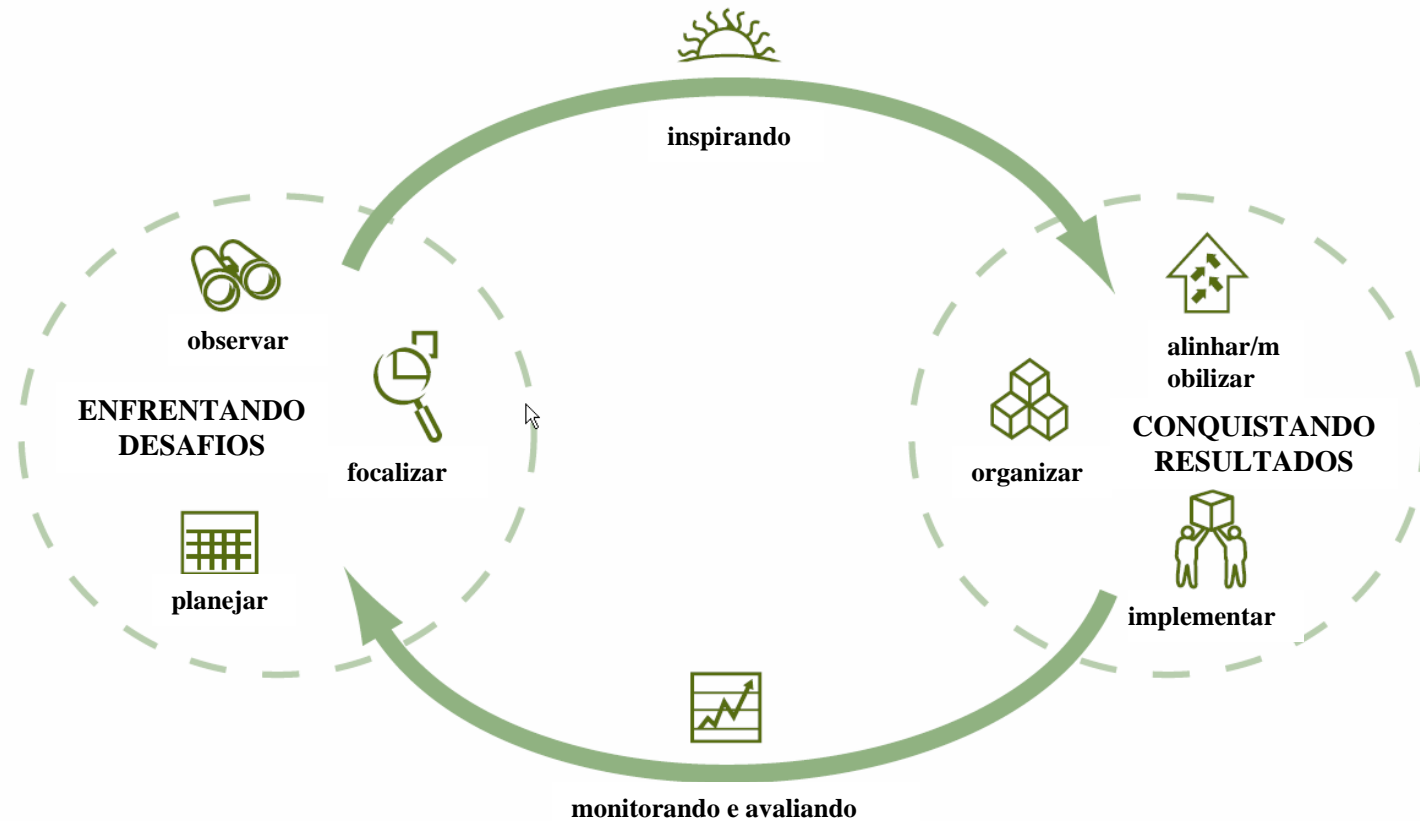 inspirando
observar
ENFRENTANDO
DESAFIOS
focalizar
planejar
alinhar/m
obilizar
CONQUISTANDO
RESULTADOS
organizar
implementar
monitorando e avaliando